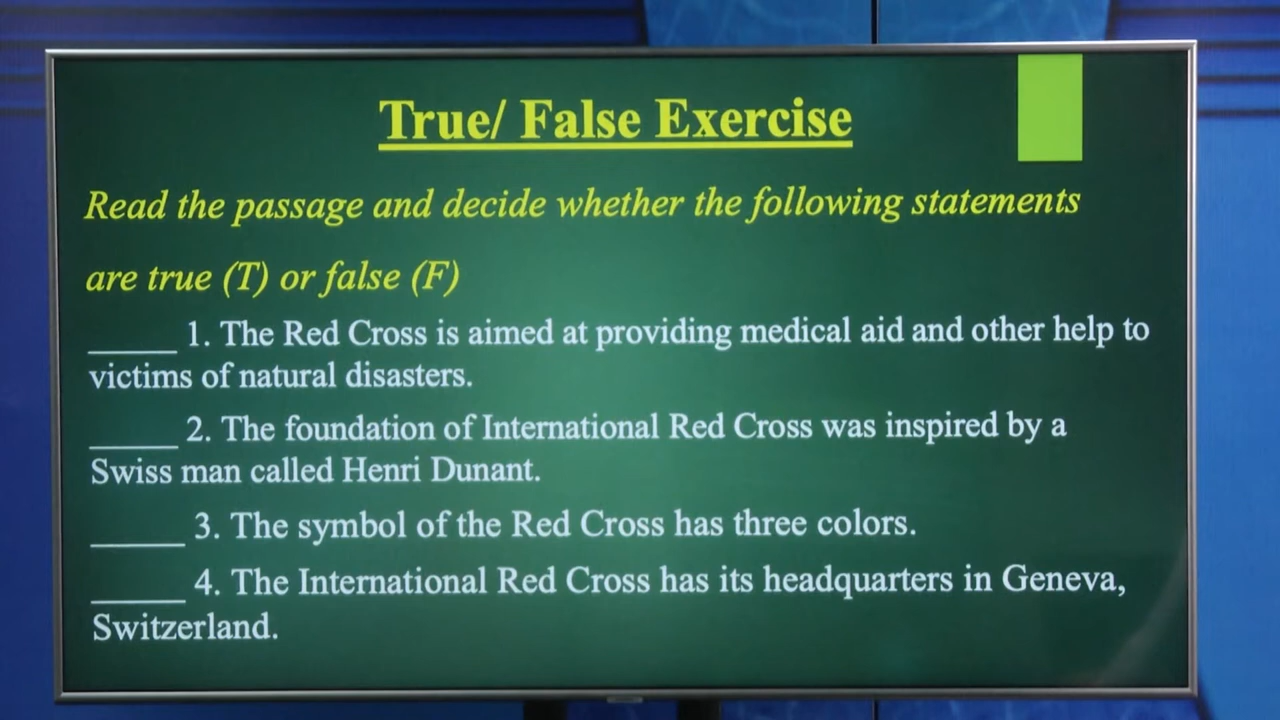 True/ False Exercise
Read the passage and decide whether the following statements
are true (T) or false (F)
_____ 1. The Red Cross is aimed at providing medical aid and other help to
victims of natural disasters.
_____ 2. The foundation of International Red Cross was inspired by a
Swiss man called Henri Dunant.
_____ 3. The symbol of the Red Cross has three colors.
_____ 4. The International Red Cross has its headquarters in Geneva,
Switzerland.